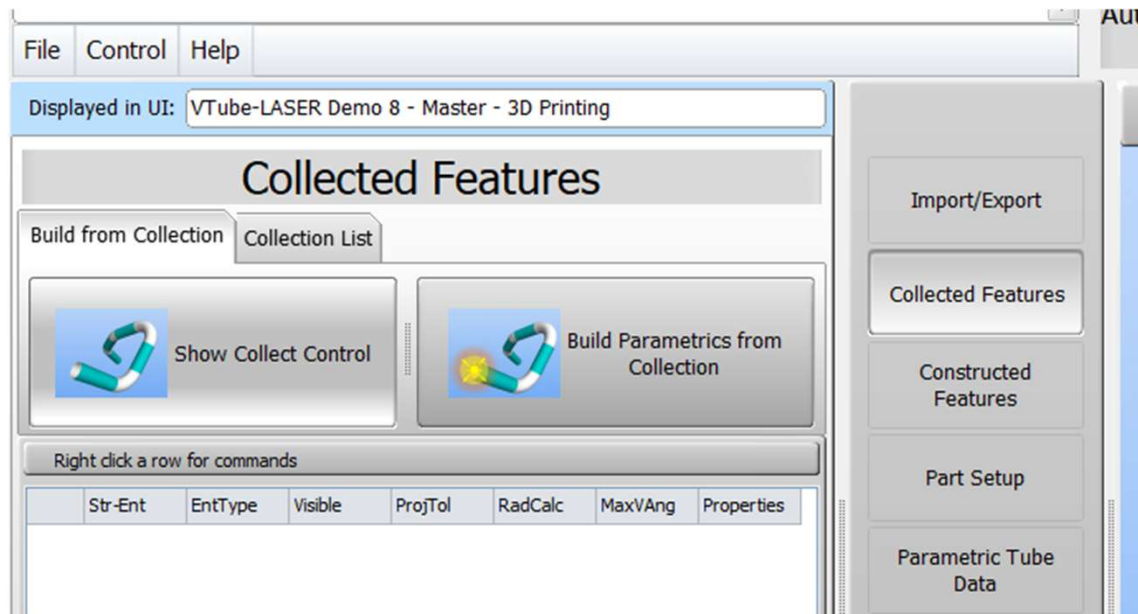 Aut
File Control Help
Displayed in UI: VTube-LASER Demo 8 - Master - 3D Printing
Collected Features
Build from Collection Collection List
Show Collect Control
Build Parametrics from
Collection
Right click a row for commands
Str-Ent EntType Visible ProjTol RadCalc MaxVAng Properties
Import/Export
Collected Features
Constructed
Features
Part Setup
Parametric Tube
Data